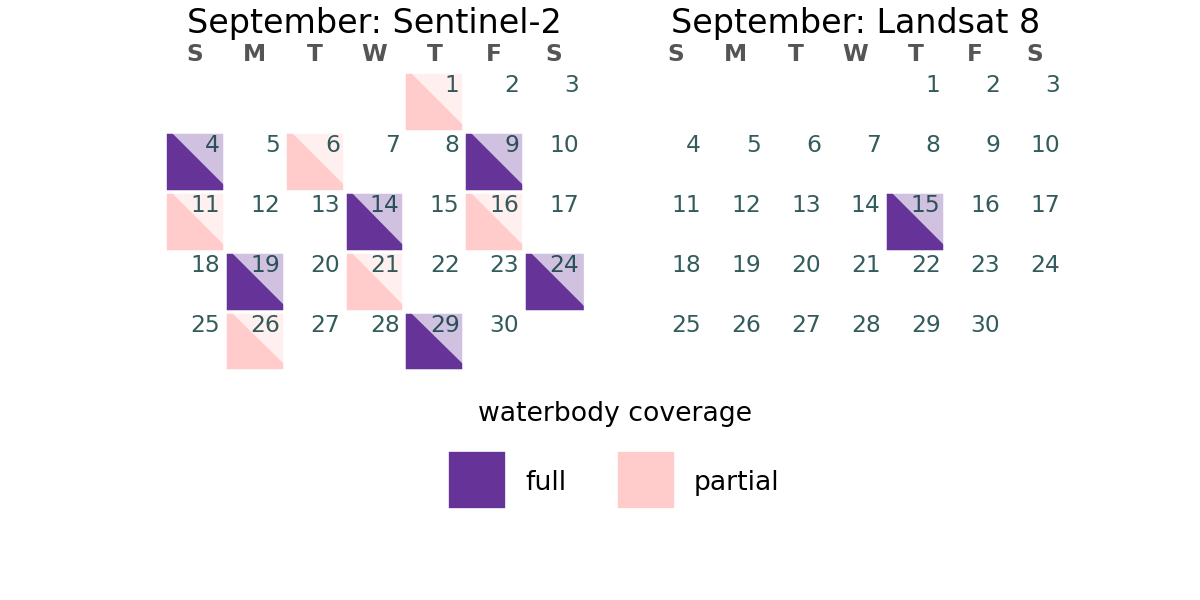 September: Sentinel-2
S M T W T F S
1 2 3
4 5 6 7 8 9 10
11 12 13 14 15 16 17
18 19 20 21 22 23 24
25 26 27 28 29 30
September: Landsat 8
S M T W T F S
1 2 3
4 5 6 7 8 9 10
11 12 13 14 15 16 17
18 19 20 21 22 23 24
25 26 27 28 29 30
waterbody coverage
full partial